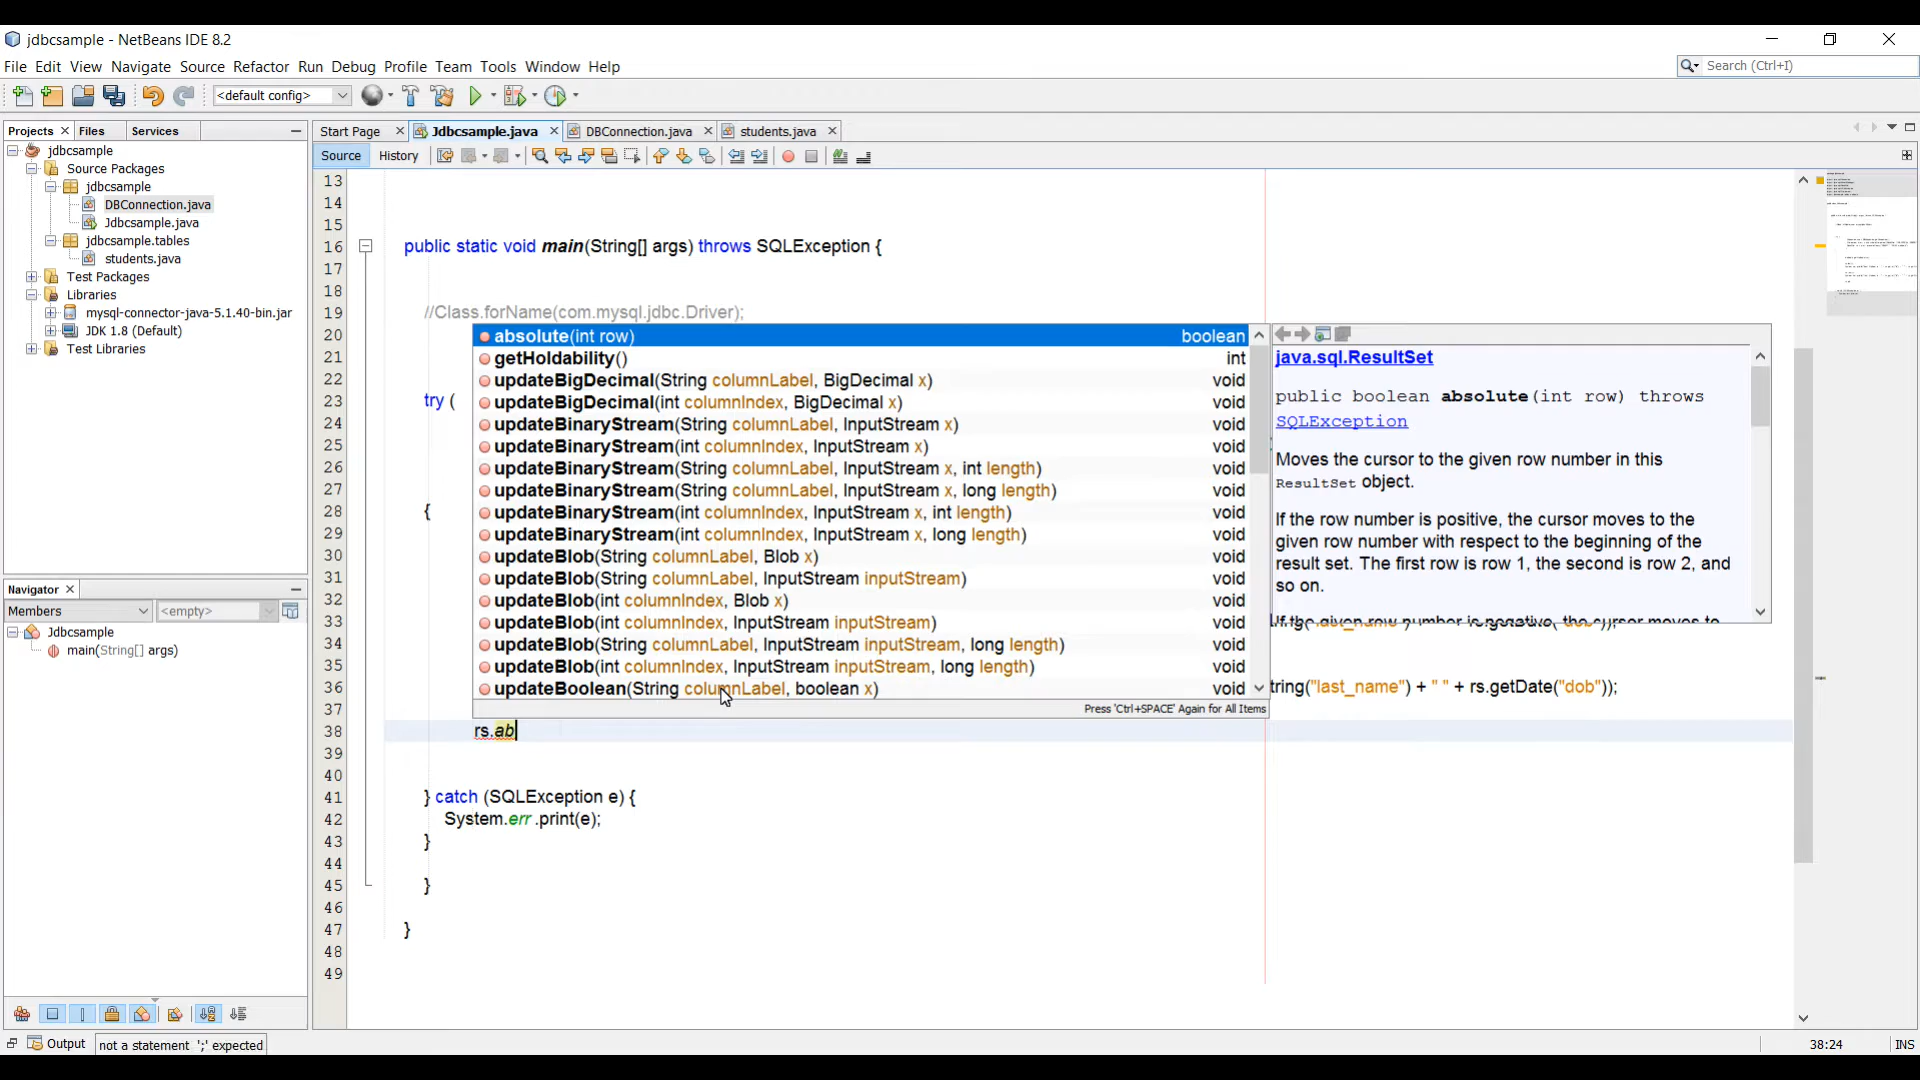 jdbcsample - NetBeans IDE 8.2
File Edit View Navigate Source Refactor Run Debug Profile Team Tools Window Help
Search (Ctrl+I)
<default config>
Projects Files Services
Start Page Jdbcsample.java DBConnection.java students.java
Source History
jdbcsample
Source Packages
jdbcsample
DBConnection.java
Jdbcsample.java
jdbcsample.tables
students.java
Test Packages
Libraries
mysql-connector-java-5.1.40-bin.jar
JDK 1.8 (Default)
Test Libraries
Navigator
Members <empty>
Jdbcsample
main(String[] args)
13
14
15
16 public static void main(String[] args) throws SQLException {
17
18
19 //Class.forName(com.mysql.jdbc.Driver);
20
21
22
23 try (
24
25
26
27
28 {
29
30
31
32
33
34
35
36 tring("last_name") + " " + rs.getDate("dob"));
37
38 rs.ab
39
40
41 } catch (SQLException e) {
42 System.err .print(e);
43 }
44
45 }
46
47 }
48
49
absolute(int row) boolean
getHoldability() int
updateBigDecimal(String columnLabel, BigDecimal x) void
updateBigDecimal(int columnIndex, BigDecimal x) void
updateBinaryStream(String columnLabel, InputStream x) void
updateBinaryStream(int columnIndex, InputStream x) void
updateBinaryStream(String columnLabel, InputStream x, int length) void
updateBinaryStream(String columnLabel, InputStream x, long length) void
updateBinaryStream(int columnIndex, InputStream x, int length) void
updateBinaryStream(int columnIndex, InputStream x, long length) void
updateBlob(String columnLabel, Blob x) void
updateBlob(String columnLabel, InputStream inputStream) void
updateBlob(int columnIndex, Blob x) void
updateBlob(int columnIndex, InputStream inputStream) void
updateBlob(String columnLabel, InputStream inputStream, long length) void
updateBlob(int columnIndex, InputStream inputStream, long length) void
updateBoolean(String columnLabel, boolean x) void
Press 'Ctrl+SPACE' Again for All Items
java.sql.ResultSet
public boolean absolute(int row) throws
SQLException
Moves the cursor to the given row number in this
ResultSet object.
If the row number is positive, the cursor moves to the
given row number with respect to the beginning of the
result set. The first row is row 1, the second is row 2, and
so on.
Output
not a statement ';' expected
38:24
INS